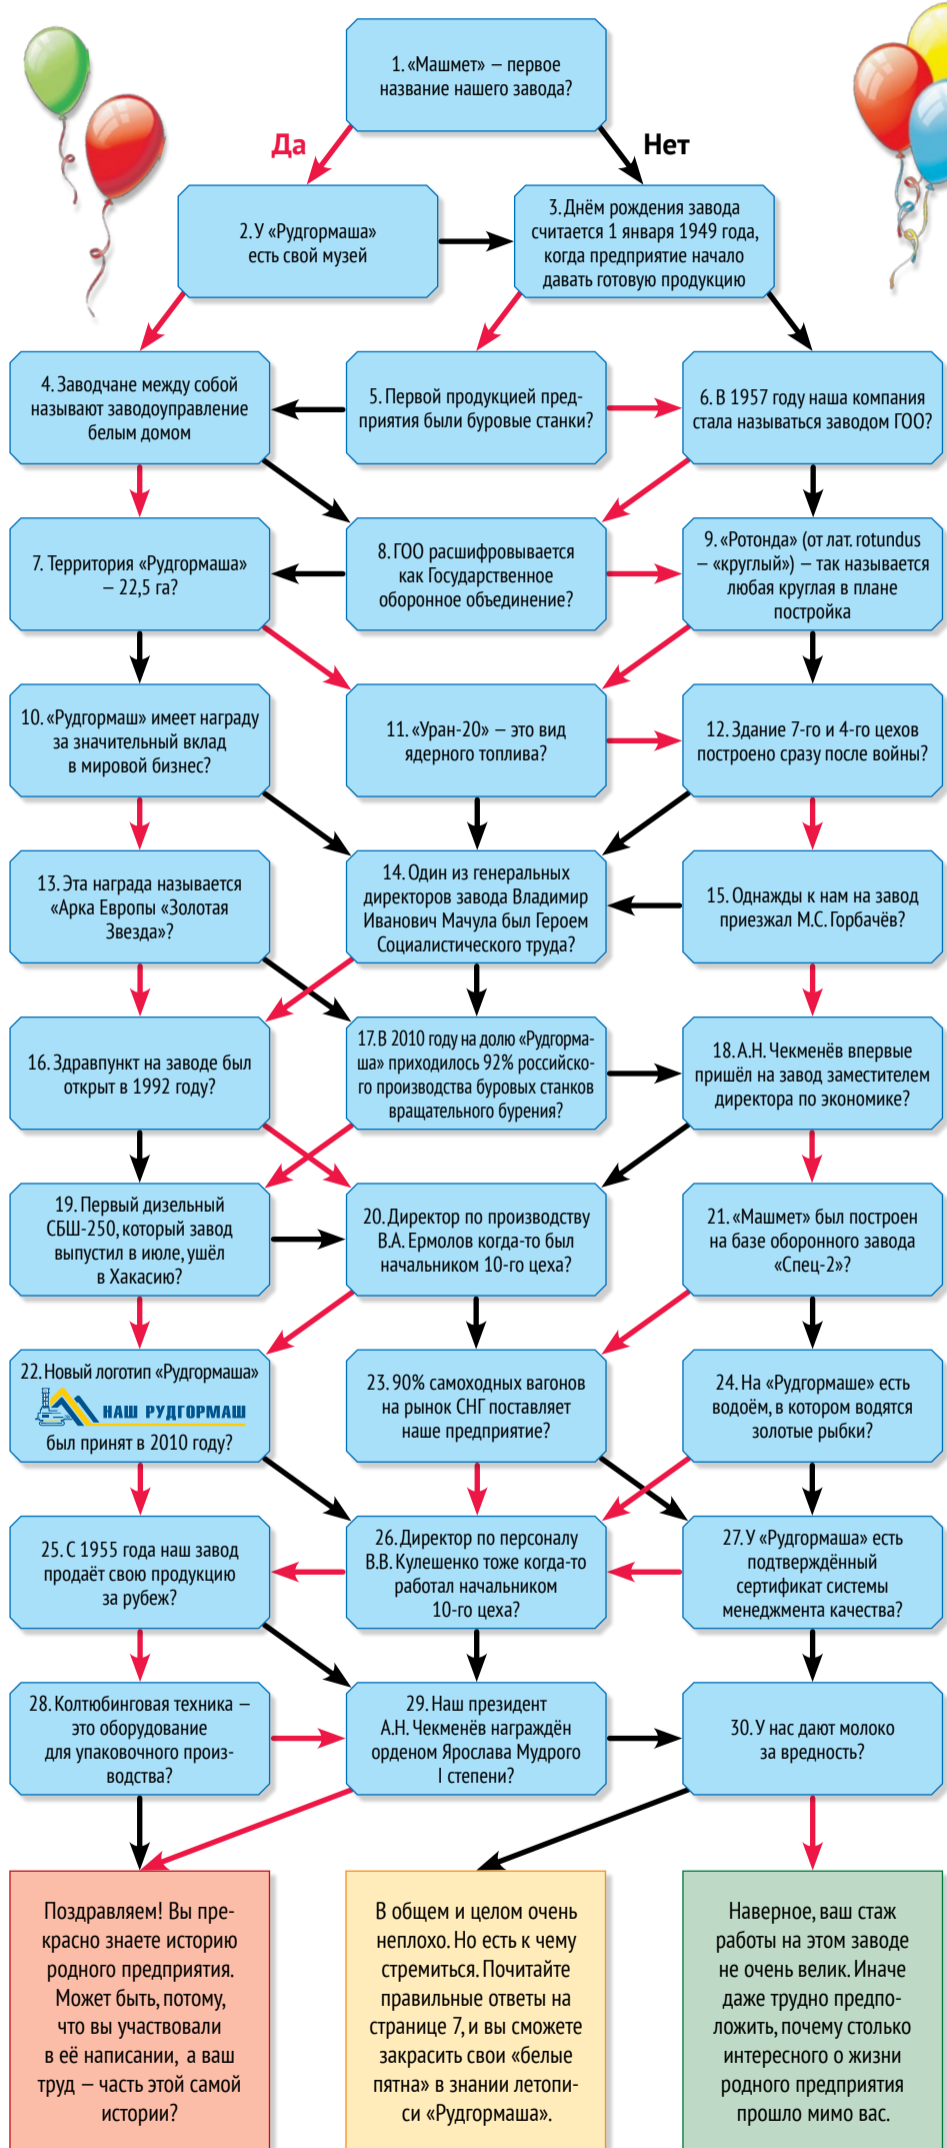 1. «Машмет» – первое
название нашего завода?
Да
Нет
2. У «Рудгормаша»
есть свой музей
3. Днём рождения завода
считается 1 января 1949 года,
когда предприятие начало
давать готовую продукцию
4. Заводчане между собой
называют заводоуправление
белым домом
5. Первой продукцией пред-
приятия были буровые станки?
6. В 1957 году наша компания
стала называться заводом ГОО?
7. Территория «Рудгормаша»
– 22,5 га?
8. ГОО расшифровывается
как Государственное
оборонное объединение?
9. «Ротонда» (от лат. rotundus
– «круглый») – так называется
любая круглая в плане
постройка
10. «Рудгормаш» имеет награду
за значительный вклад
в мировой бизнес?
11. «Уран-20» – это вид
ядерного топлива?
12. Здание 7-го и 4-го цехов
построено сразу после войны?
13. Эта награда называется
«Арка Европы «Золотая
Звезда»?
14. Один из генеральных
директоров завода Владимир
Иванович Мачула был Героем
Социалистического труда?
15. Однажды к нам на завод
приезжал М.С. Горбачёв?
16. Здравпункт на заводе был
открыт в 1992 году?
17. В 2010 году на долю «Рудгорма-
ша» приходилось 92% российско-
го производства буровых станков
вращательного бурения?
18. А.Н. Чекменёв впервые
пришёл на завод заместителем
директора по экономике?
19. Первый дизельный
СБШ-250, который завод
выпустил в июле, ушёл
в Хакасию?
20. Директор по производству
В.А. Ермолов когда-то был
начальником 10-го цеха?
21. «Машмет» был построен
на базе оборонного завода
«Спец-2»?
22. Новый логотип «Рудгормаша»
НАШ РУДГОРМАШ
был принят в 2010 году?
23. 90% самоходных вагонов
на рынок СНГ поставляет
наше предприятие?
24. На «Рудгормаше» есть
водоём, в котором водятся
золотые рыбки?
25. С 1955 года наш завод
продаёт свою продукцию
за рубеж?
26. Директор по персоналу
В.В. Кулешенко тоже когда-то
работал начальником
10-го цеха?
27. У «Рудгормаша» есть
подтверждённый
сертификат системы
менеджмента качества?
28. Колтюбинговая техника –
это оборудование
для упаковочного произ-
водства?
29. Наш президент
А.Н. Чекменёв награждён
орденом Ярослава Мудрого
I степени?
30. У нас дают молоко
за вредность?
Поздравляем! Вы пре-
красно знаете историю
родного предприятия.
Может быть, потому,
что вы участвовали
в её написании, а ваш
труд – часть этой самой
истории?
В общем и целом очень
неплохо. Но есть к чему
стремиться. Почитайте
правильные ответы на
странице 7, и вы сможете
закрасить свои «белые
пятна» в знании летопи-
си «Рудгормаша».
Наверное, ваш стаж
работы на этом заводе
не очень велик. Иначе
даже трудно предпо-
ложить, почему столько
интересного о жизни
родного предприятия
прошло мимо вас.